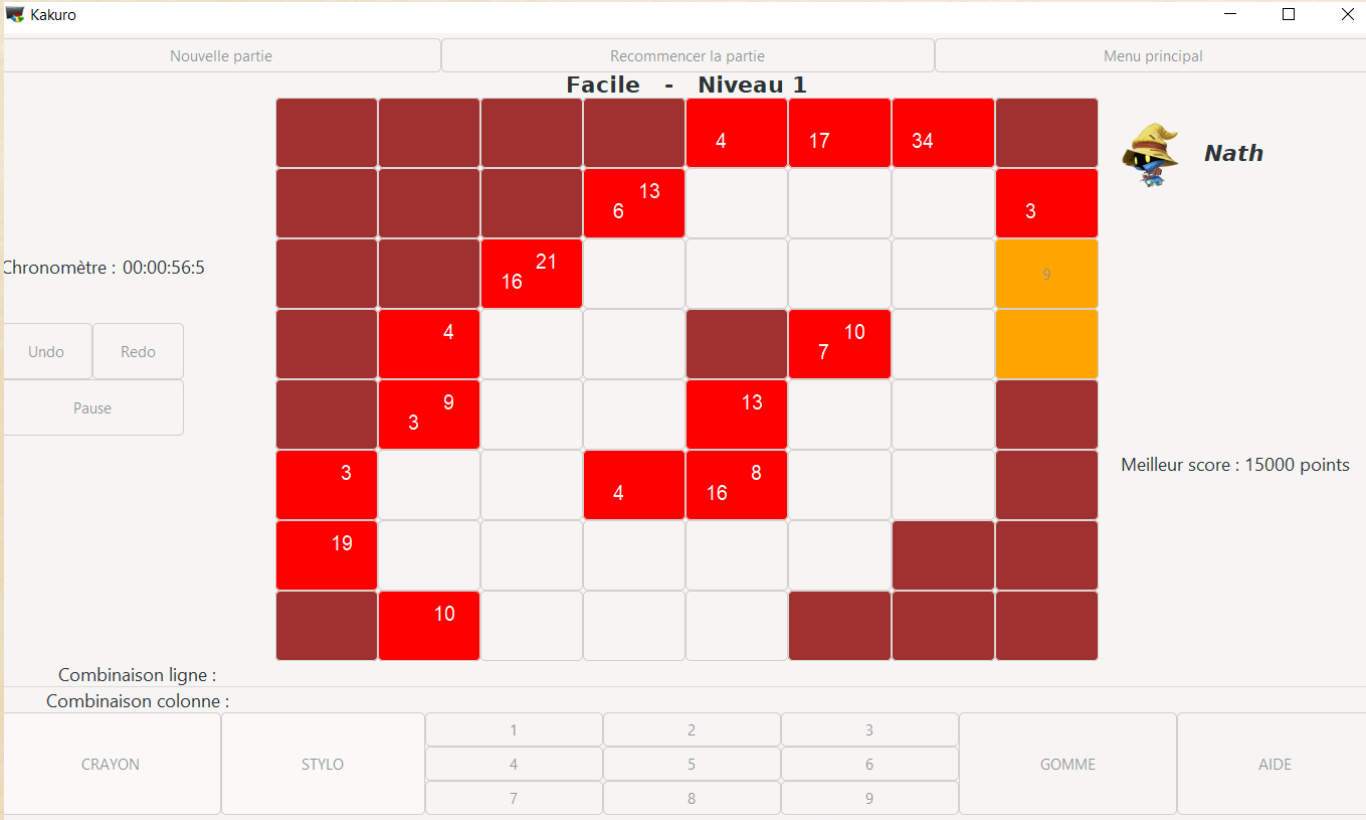 Kakuro
Nouvelle partie Recommencer la partie Menu principal
Facile - Niveau 1
4 17 34
Nath
13
6 3
21
Chronomètre : 00:00:56:5 16 9
4 10
Undo Redo 7
9 13
Pause 3
3 8
Meilleur score : 15000 points
4 16
19
10
Combinaison ligne :
Combinaison colonne :
1 2 3
CRAYON STYLO 4 5 6 GOMME AIDE
7 8 9